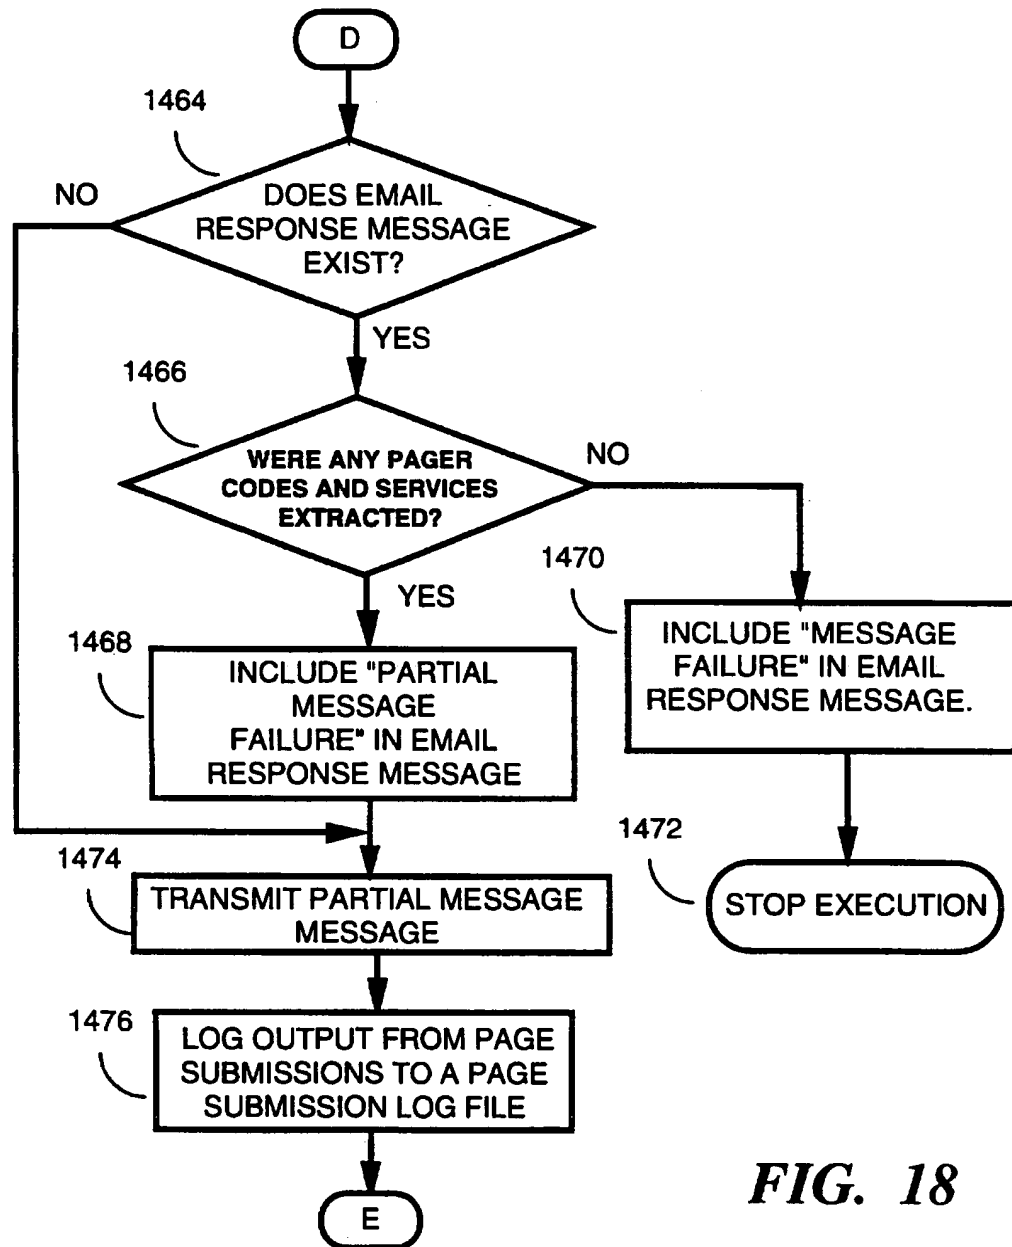 D
1464
NO
DOES EMAIL
RESPONSE MESSAGE
EXIST?
YES
1466
NO
WERE ANY PAGER
CODES AND SERVICES
EXTRACTED?
YES
1470
1468
INCLUDE "PARTIAL
MESSAGE
FAILURE" IN EMAIL
RESPONSE MESSAGE
INCLUDE "MESSAGE
FAILURE" IN EMAIL
RESPONSE MESSAGE.
1472
STOP EXECUTION
1474
TRANSMIT PARTIAL MESSAGE
MESSAGE
1476
LOG OUTPUT FROM PAGE
SUBMISSIONS TO A PAGE
SUBMISSION LOG FILE
E
FIG. 18